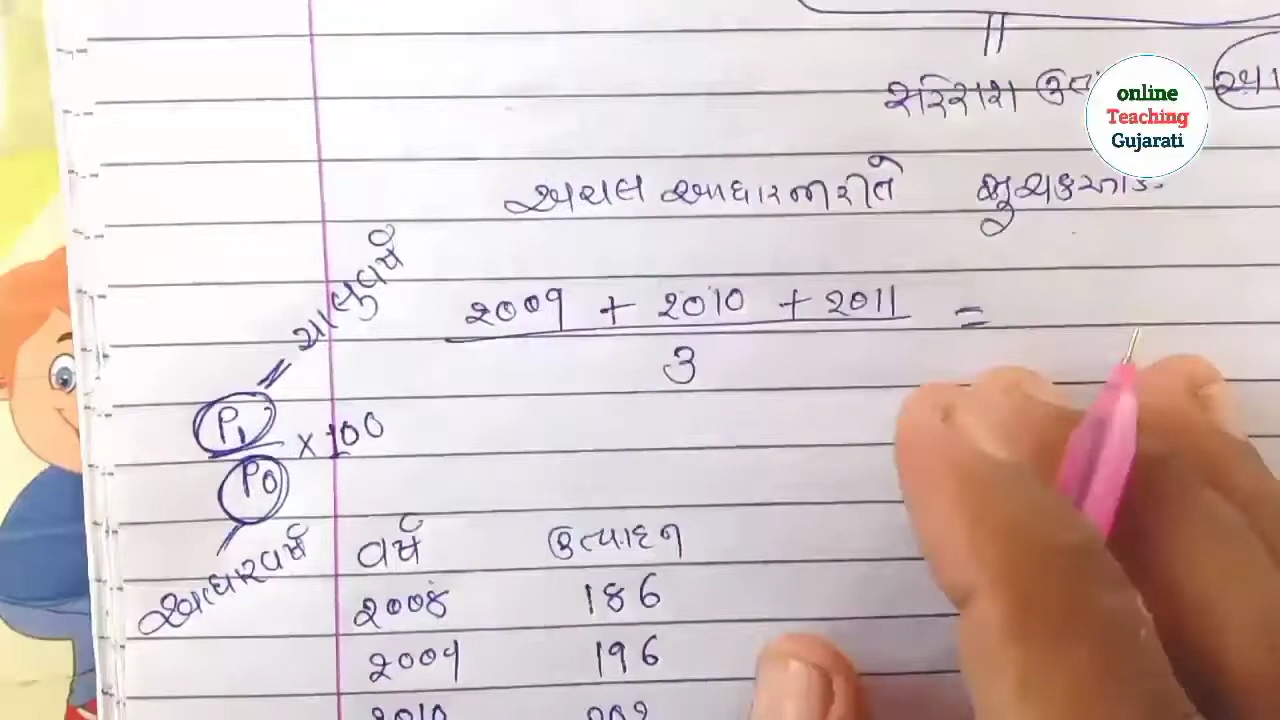 સરેરાશ
online
Teaching
Gujarati
અચલ આધારની રીતે સૂચકઆંક
2009 + 2010 + 2011 =
3
= ચાલુવર્ષ
P1
× 100
P0
આધારવર્ષ
વર્ષ ઉત્પાદન
2008 186
2009 196
2010